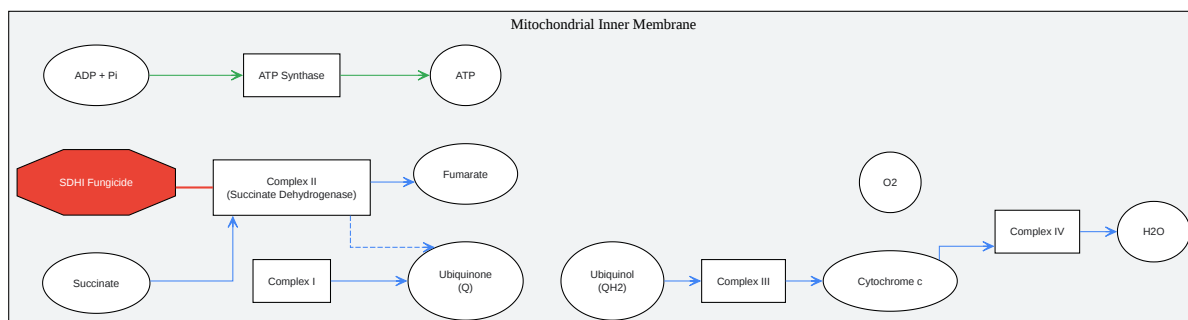 Mitochondrial Inner Membrane
ADP + Pi
ATP Synthase
ATP
SDHI Fungicide
Complex II
(Succinate Dehydrogenase)
Fumarate
O2
Succinate
Complex I
Ubiquinone
(Q)
Ubiquinol
(QH2)
Complex III
Cytochrome c
Complex IV
H2O